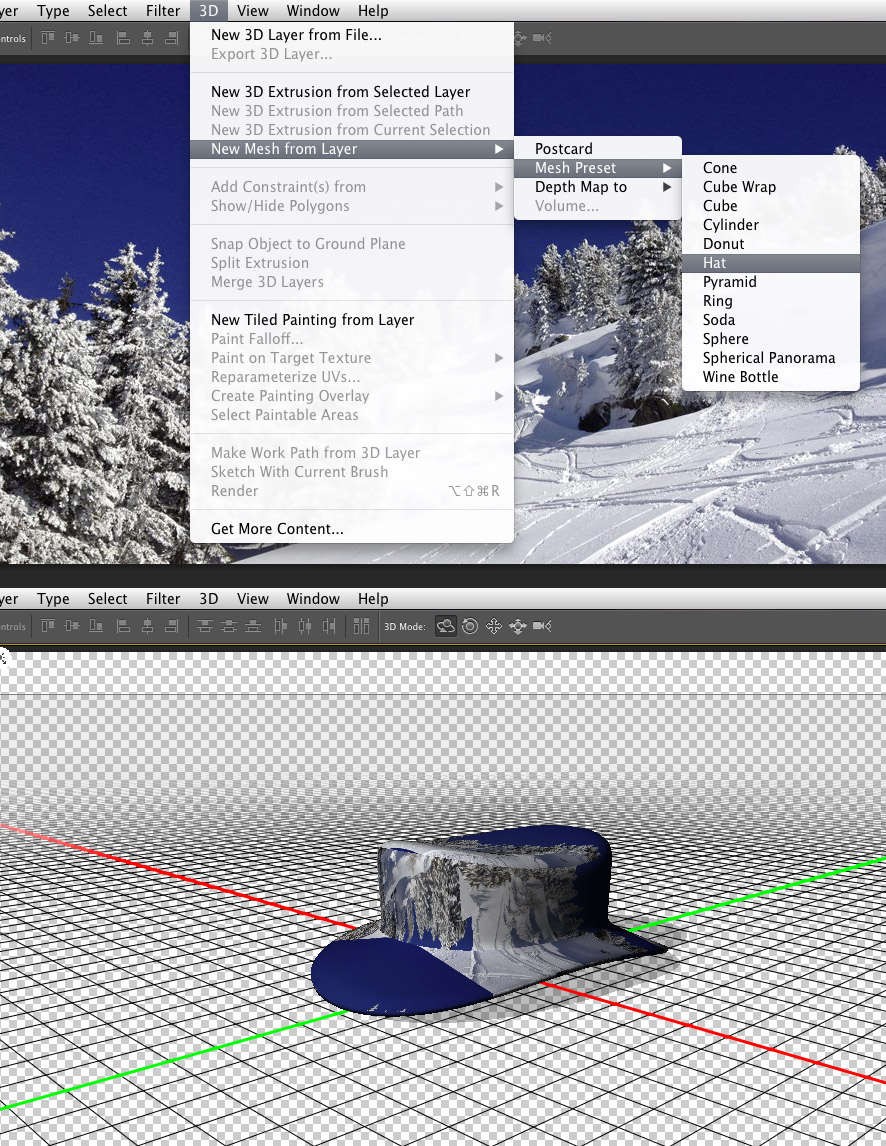 yer Type Select Filter 3D View Window Help
ntrols
New 3D Layer from File...
Export 3D Layer...
New 3D Extrusion from Selected Layer
New 3D Extrusion from Selected Path
New 3D Extrusion from Current Selection
New Mesh from Layer
Add Constraint(s) from
Show/Hide Polygons
Snap Object to Ground Plane
Split Extrusion
Merge 3D Layers
New Tiled Painting from Layer
Paint Falloff...
Paint on Target Texture
Reparameterize UVs...
Create Painting Overlay
Select Paintable Areas
Make Work Path from 3D Layer
Sketch With Current Brush
Render ⌥⇧⌘R
Get More Content...
Postcard
Mesh Preset
Depth Map to
Volume...
Cone
Cube Wrap
Cube
Cylinder
Donut
Hat
Pyramid
Ring
Soda
Sphere
Spherical Panorama
Wine Bottle
yer Type Select Filter 3D View Window Help
ntrols 3D Mode: